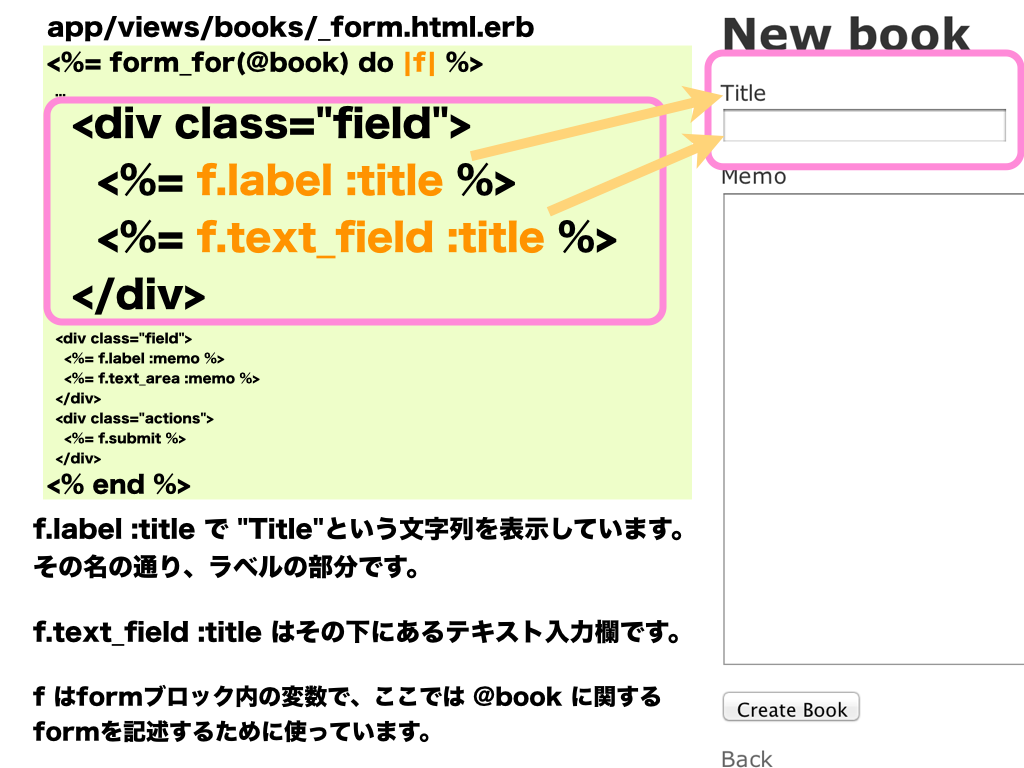 app/views/books/_form.html.erb
<%= form_for(@book) do |f| %>
...
<div class="field">
<%= f.label :title %>
<%= f.text_field :title %>
</div>
<div class="field">
<%= f.label :memo %>
<%= f.text_area :memo %>
</div>
<div class="actions">
<%= f.submit %>
</div>
<% end %>
f.label :title で "Title"という文字列を表示しています。
その名の通り、ラベルの部分です。
f.text_field :title はその下にあるテキスト入力欄です。
f はformブロック内の変数で、ここでは @book に関する
formを記述するために使っています。
New book
Title
Memo
Create Book
Back